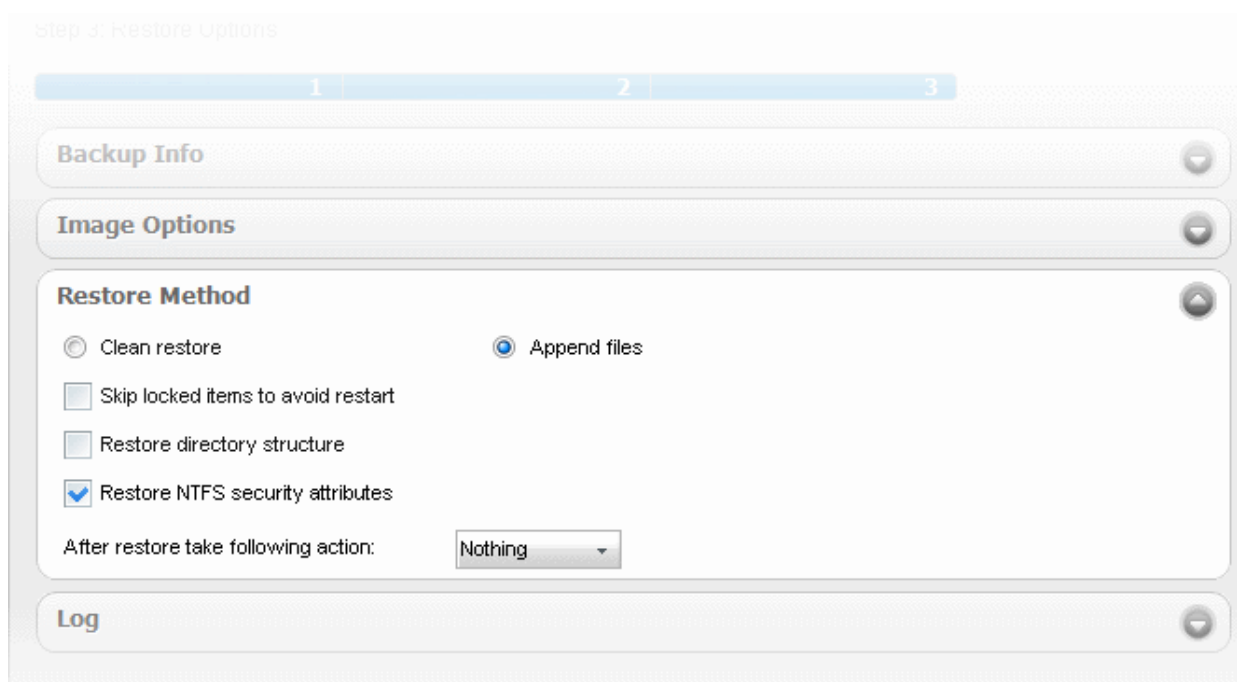 Step 3: Restore Options
1 2 3
Backup Info
Image Options
Restore Method
Clean restore Append files
Skip locked items to avoid restart
Restore directory structure
Restore NTFS security attributes
After restore take following action: Nothing
Log